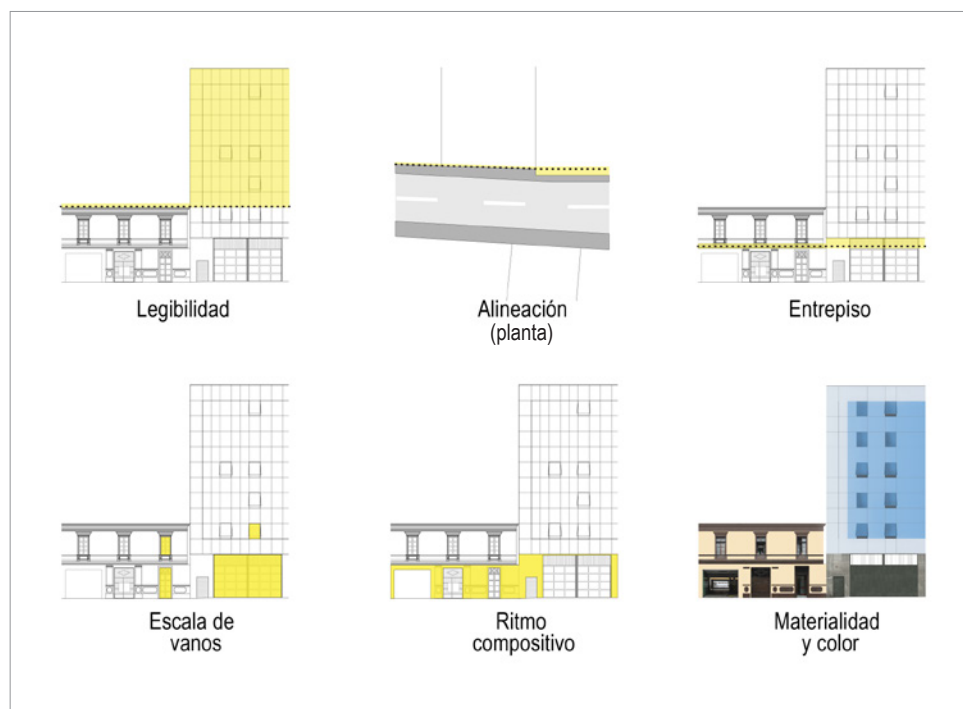 Legibilidad
Alineación
(planta)
Entrepiso
Escala de
vanos
Ritmo
compositivo
Materialidad
y color